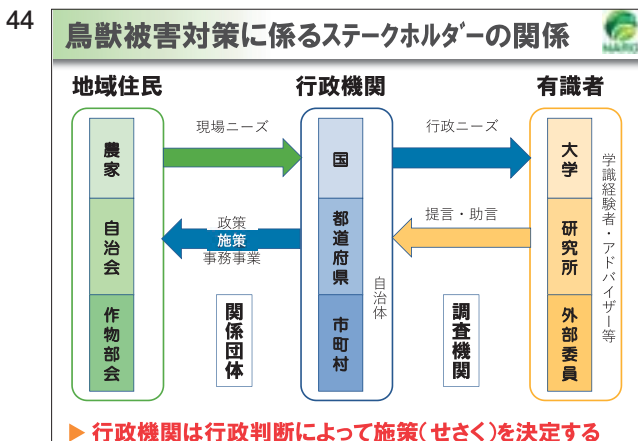 44
鳥獣被害対策に係るステークホルダーの関係
NARO
地域住民
行政機関
有識者
農家
自治会
作物部会
現場ニーズ
政策
施策
事務事業
関係団体
国
都道府県
市町村
自治体
行政ニーズ
提言・助言
調査機関
大学
研究所
外部委員
学識経験者・アドバイザー等
▶ 行政機関は行政判断によって施策(せさく)を決定する